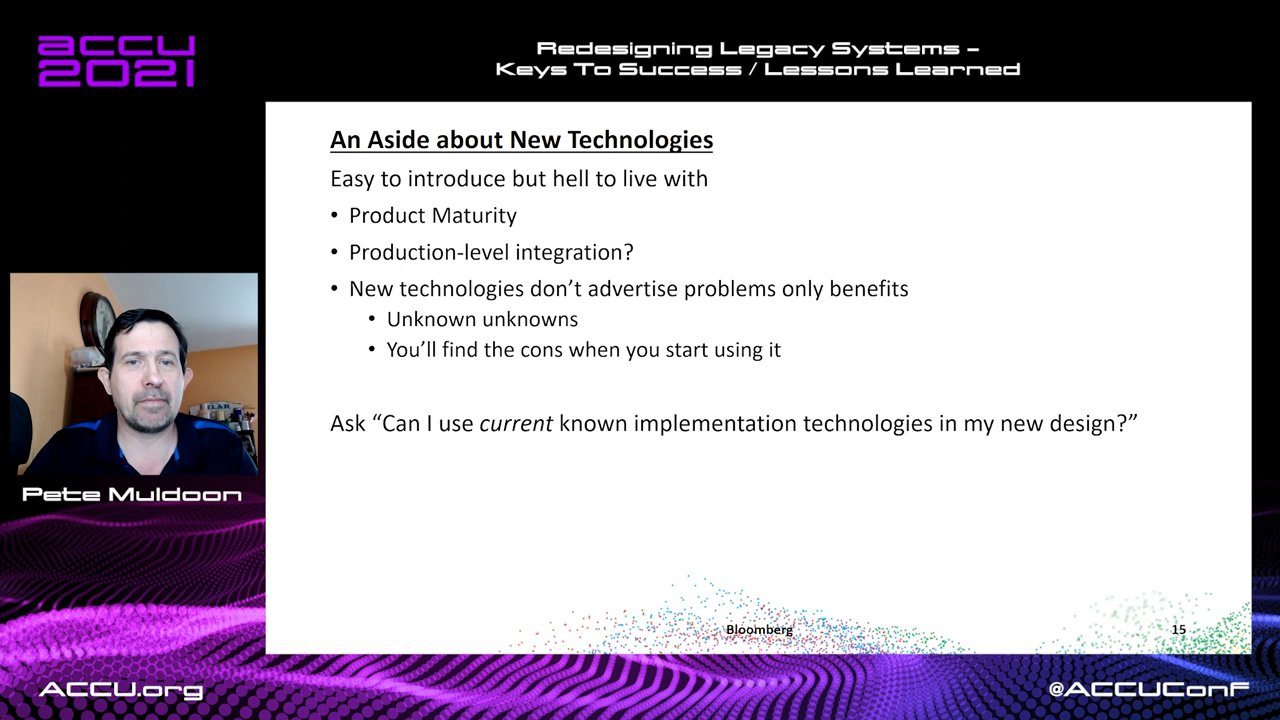 accu
2021
Redesigning Legacy Systems –
Keys To Success / Lessons Learned
An Aside about New Technologies
Easy to introduce but hell to live with
• Product Maturity
• Production-level integration?
• New technologies don’t advertise problems only benefits
• Unknown unknowns
• You’ll find the cons when you start using it
Ask “Can I use current known implementation technologies in my new design?”
Pete Muldoon
Bloomberg
15
ACCU.org
@ACCUConf